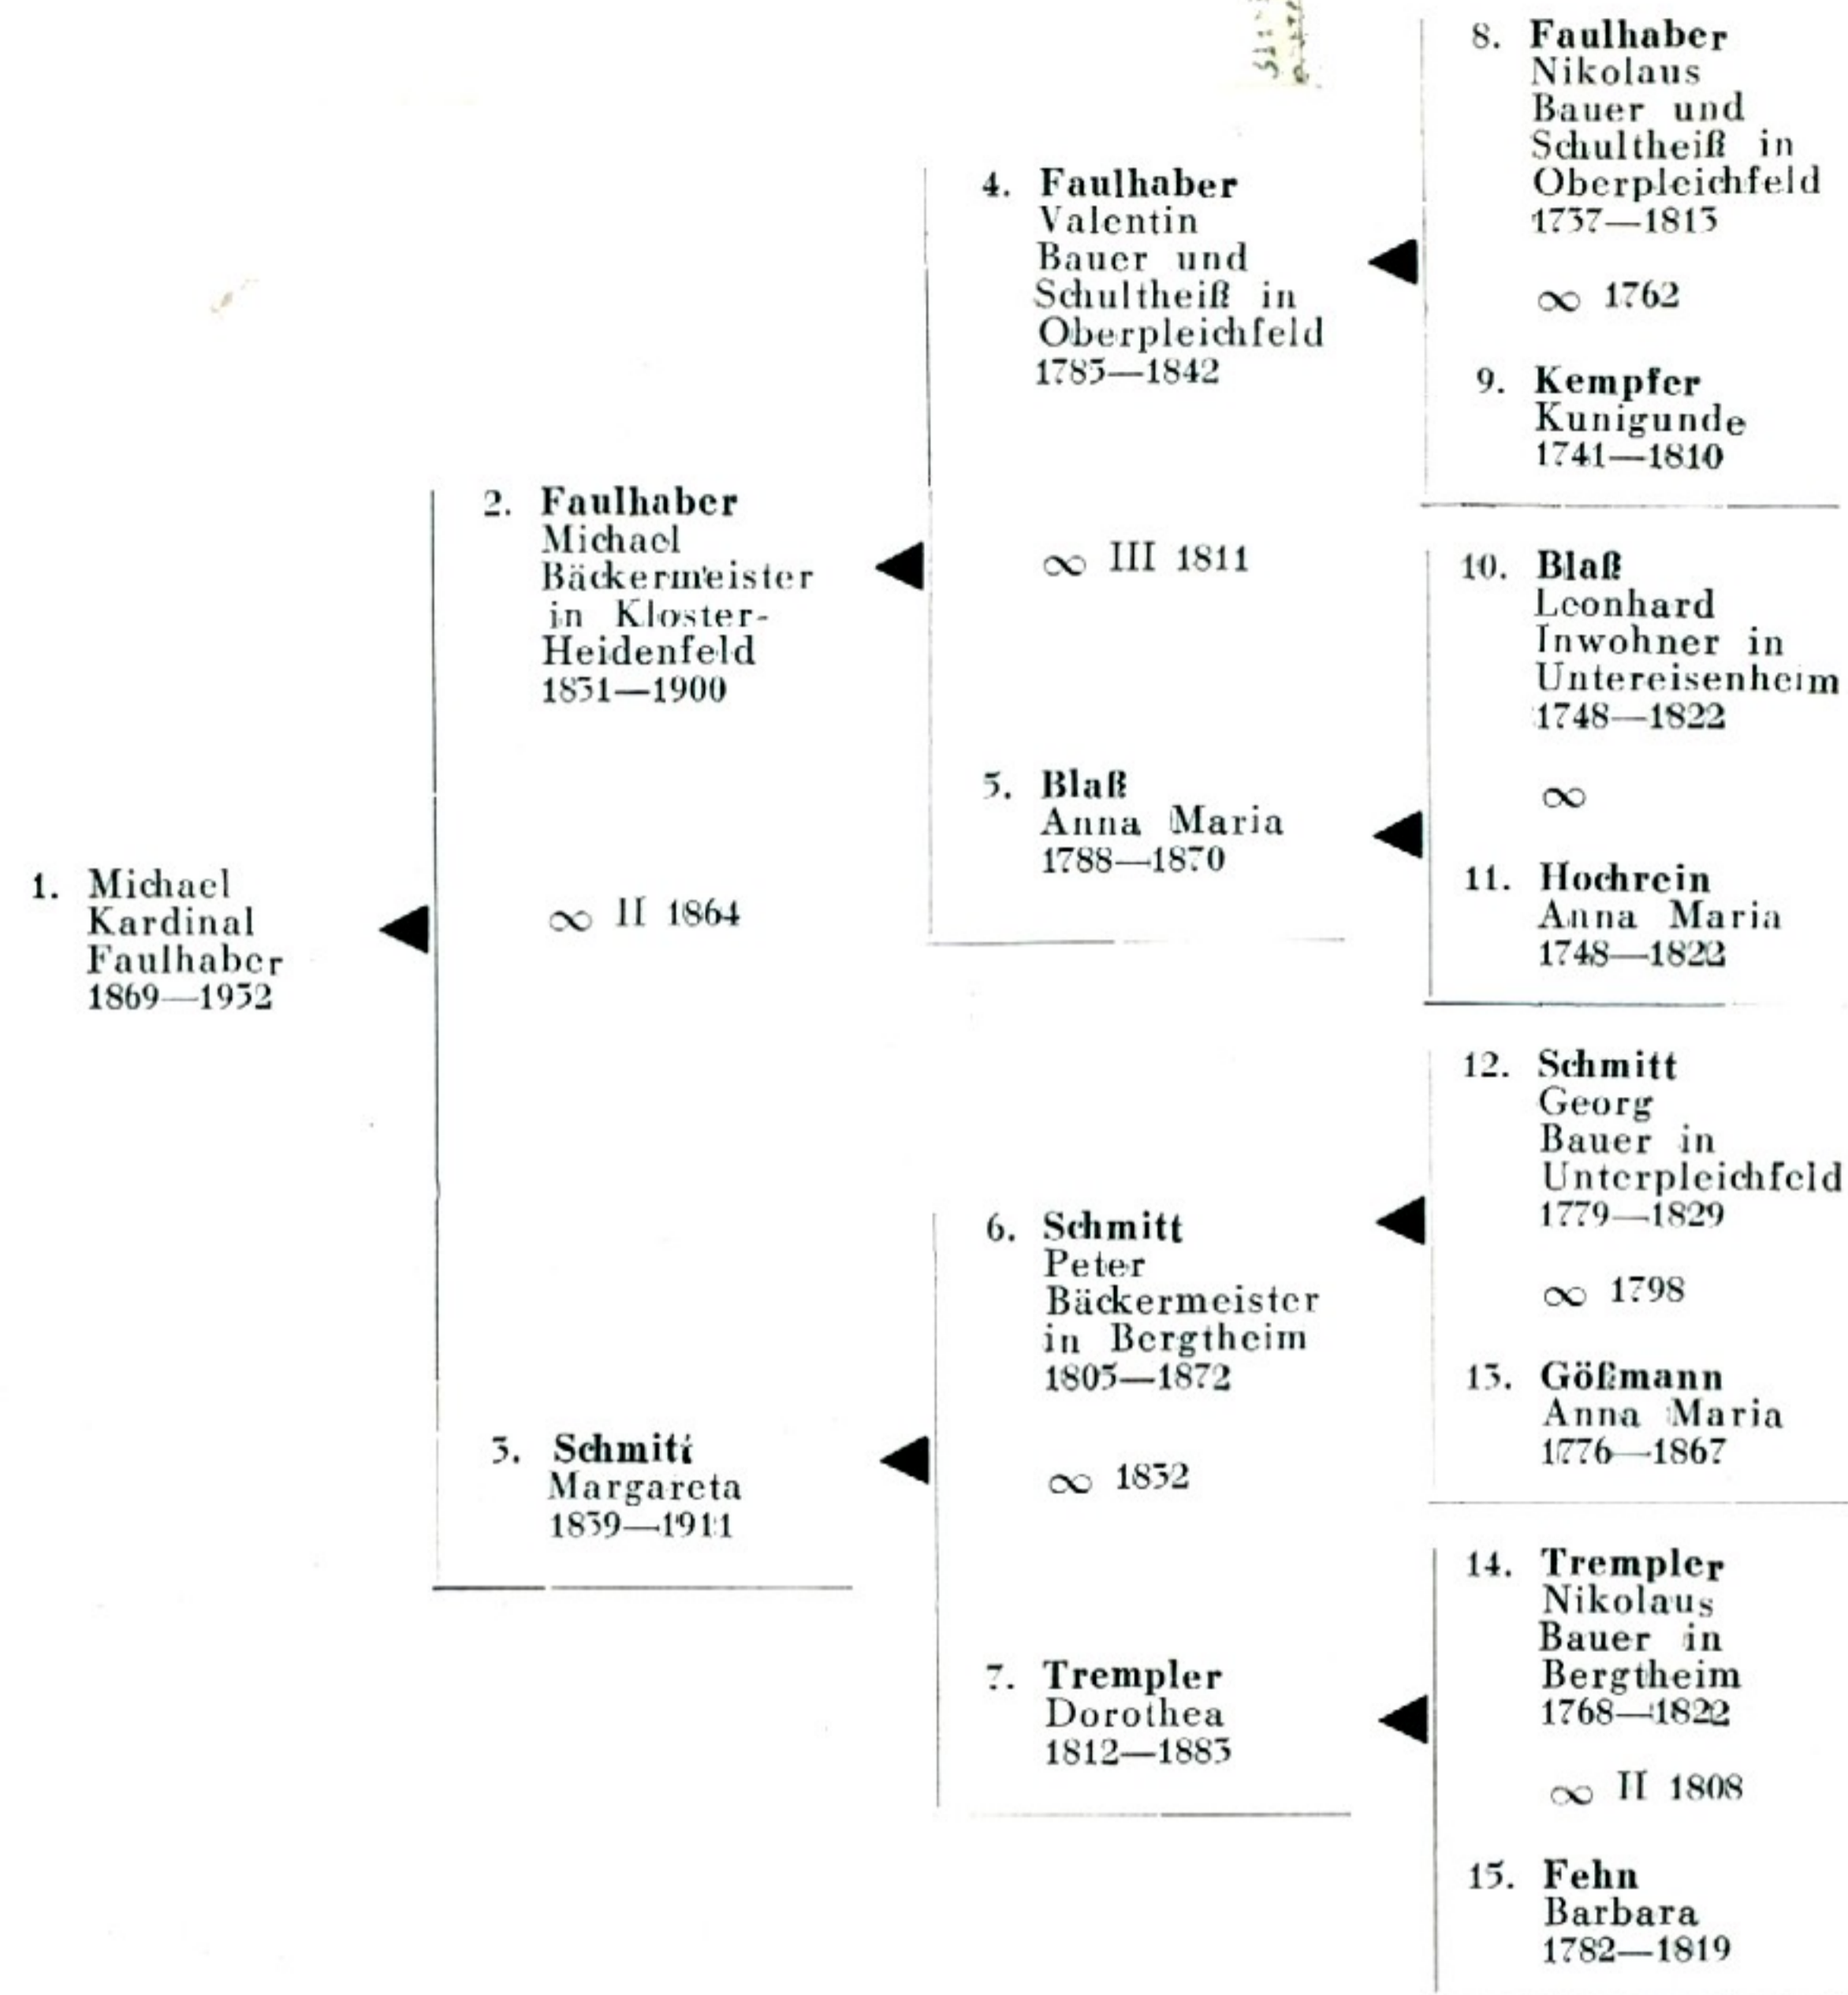 1. Michael
Kardinal
Faulhaber
1869—1952
2. Faulhaber
Michael
Bäckermeister
in Kloster-
Heidenfeld
1831—1900
∞ II 1864
3. Schmitt
Margareta
1839—1911
4. Faulhaber
Valentin
Bauer und
Schultheiß in
Oberpleichfeld
1783—1842
∞ III 1811
5. Blaß
Anna Maria
1788—1870
6. Schmitt
Peter
Bäckermeister
in Bergtheim
1803—1872
∞ 1832
7. Trempler
Dorothea
1812—1883
8. Faulhaber
Nikolaus
Bauer und
Schultheiß in
Oberpleichfeld
1737—1813
∞ 1762
9. Kempfer
Kunigunde
1741—1810
10. Blaß
Leonhard
Inwohner in
Untereisenheim
1748—1822
∞
11. Hochrein
Anna Maria
1748—1822
12. Schmitt
Georg
Bauer in
Unterpleichfeld
1779—1829
∞ 1798
13. Gößmann
Anna Maria
1776—1867
14. Trempler
Nikolaus
Bauer in
Bergtheim
1768—1822
∞ II 1808
15. Fehn
Barbara
1782—1819